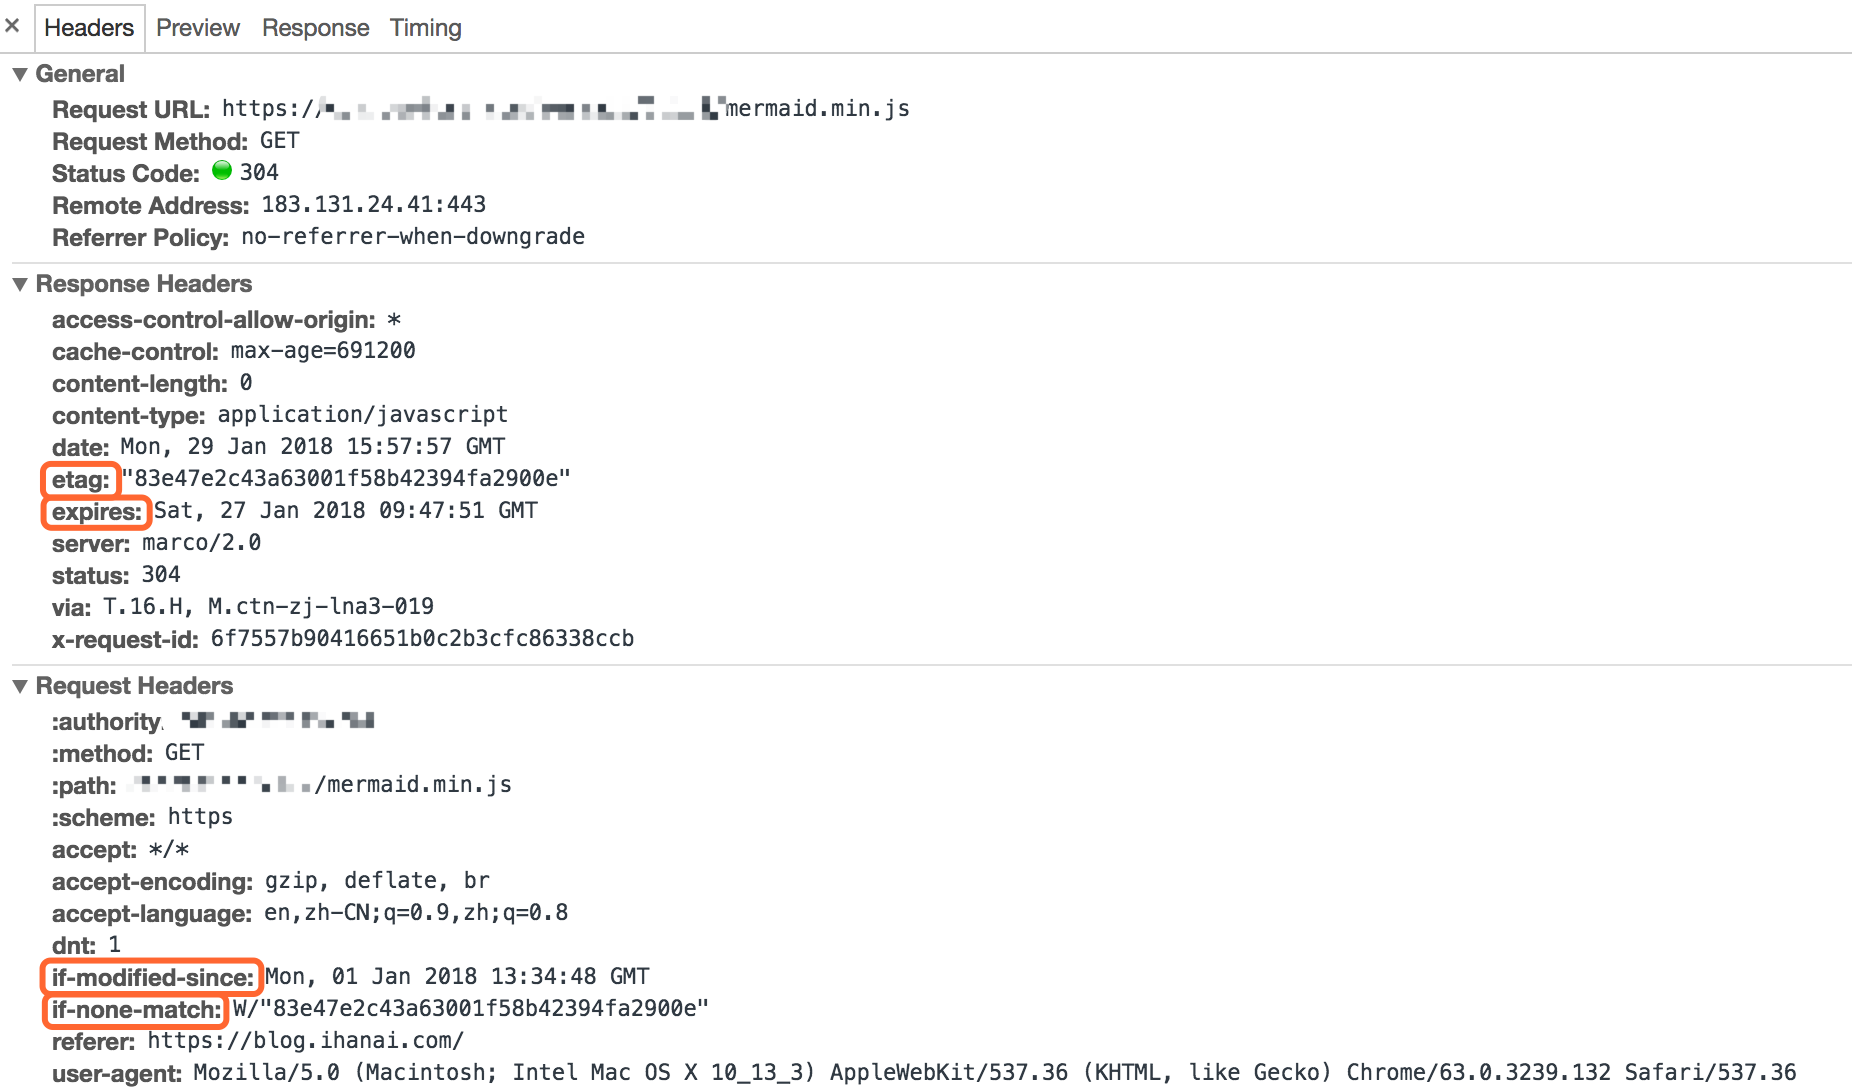 × Headers Preview Response Timing
▼ General
Request URL: https:// mermaid.min.js
Request Method: GET
Status Code: 304
Remote Address: 183.131.24.41:443
Referrer Policy: no-referrer-when-downgrade
▼ Response Headers
access-control-allow-origin: *
cache-control: max-age=691200
content-length: 0
content-type: application/javascript
date: Mon, 29 Jan 2018 15:57:57 GMT
etag: "83e47e2c43a63001f58b42394fa2900e"
expires: Sat, 27 Jan 2018 09:47:51 GMT
server: marco/2.0
status: 304
via: T.16.H, M.ctn-zj-lna3-019
x-request-id: 6f7557b90416651b0c2b3cfc86338ccb
▼ Request Headers
:authority
:method: GET
:path: /mermaid.min.js
:scheme: https
accept: */*
accept-encoding: gzip, deflate, br
accept-language: en,zh-CN;q=0.9,zh;q=0.8
dnt: 1
if-modified-since: Mon, 01 Jan 2018 13:34:48 GMT
if-none-match: W/"83e47e2c43a63001f58b42394fa2900e"
referer: https://blog.ihanai.com/
user-agent: Mozilla/5.0 (Macintosh; Intel Mac OS X 10_13_3) AppleWebKit/537.36 (KHTML, like Gecko) Chrome/63.0.3239.132 Safari/537.36